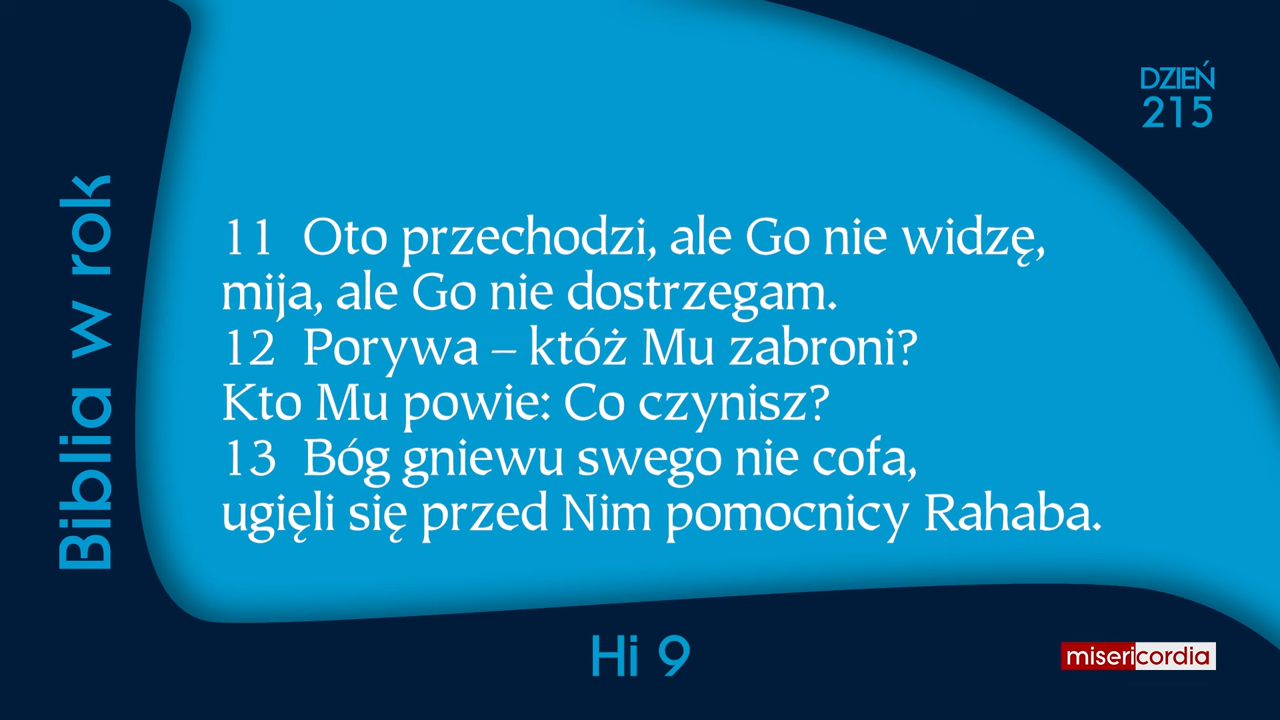 DZIEŃ
215
Biblia w rok
11 Oto przechodzi, ale Go nie widzę,
mija, ale Go nie dostrzegam.
12 Porywa – któż Mu zabroni?
Kto Mu powie: Co czynisz?
13 Bóg gniewu swego nie cofa,
ugięli się przed Nim pomocnicy Rahaba.
Hi 9
misericordia